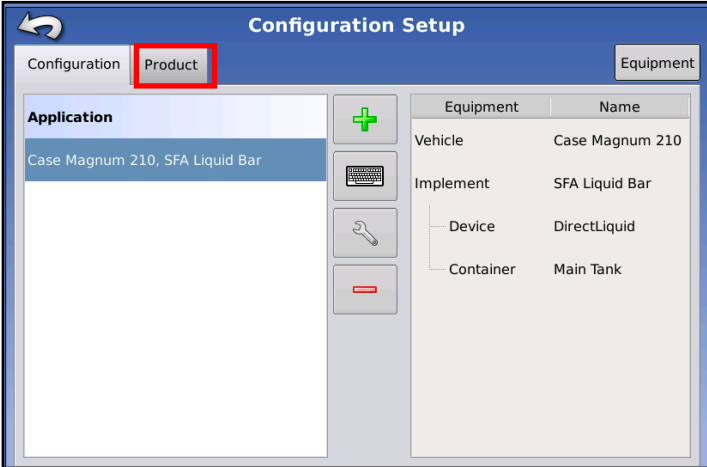 Configuration Setup
Configuration
Product
Equipment
Application
Case Magnum 210, SFA Liquid Bar
Equipment Name
Vehicle Case Magnum 210
Implement SFA Liquid Bar
Device DirectLiquid
Container Main Tank